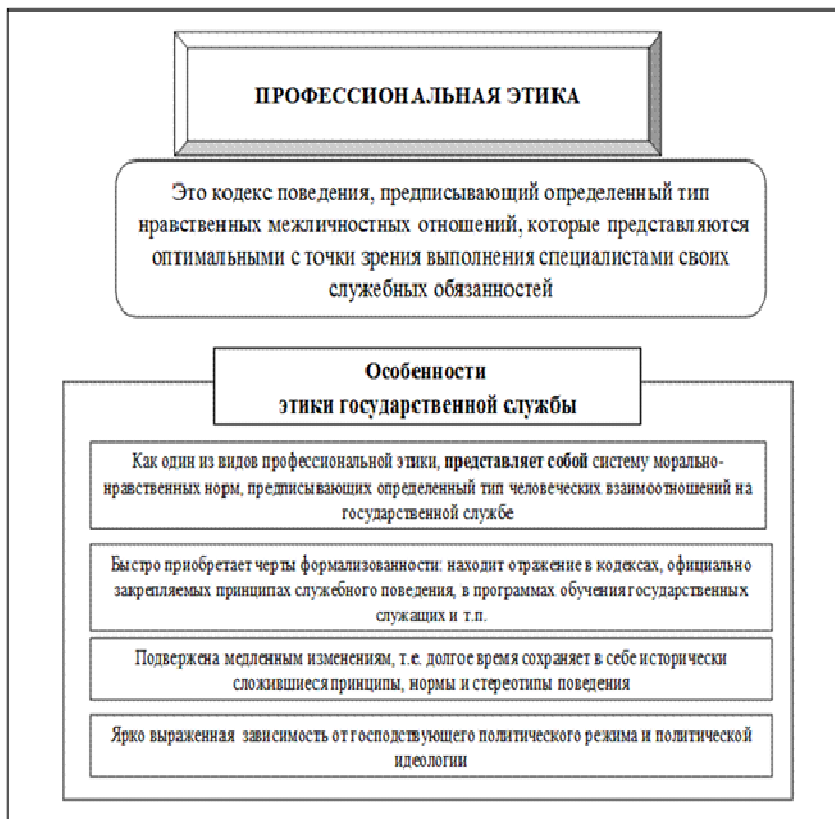 ПРОФЕССИОНАЛЬНАЯ ЭТИКА
Это кодекс поведения, предписывающий определенный тип
нравственных межличностных отношений, которые представляются
оптимальными с точки зрения выполнения специалистами своих
служебных обязанностей
Особенности
этики государственной службы
Как один из видов профессиональной этики, представляет собой систему морально-
нравственных норм, предписывающих определенный тип человеческих взаимоотношений на
государственной службе
Быстро приобретает черты формализованности: находит отражение в кодексах, официально
закрепляемых принципах служебного поведения, в программах обучения государственных
служащих и т.п.
Подвержена медленным изменениям, т.е. долгое время сохраняет в себе исторически
сложившиеся принципы, нормы и стереотипы поведения
Ярко выраженная зависимость от господствующего политического режима и политической
идеологии